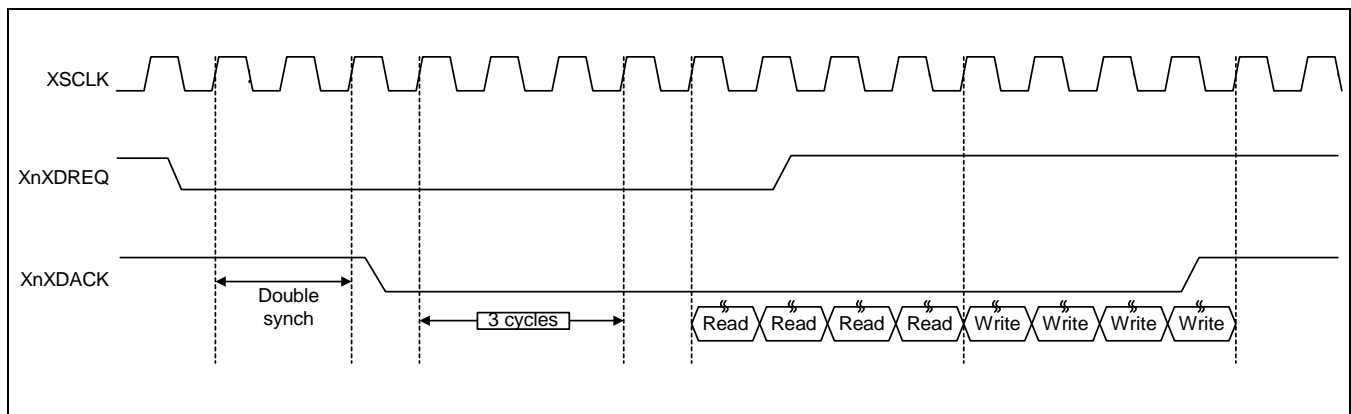 XSCLK
XnXDREQ
XnXDACK
Double
synch
3 cycles
Read Read Read Read Write Write Write Write